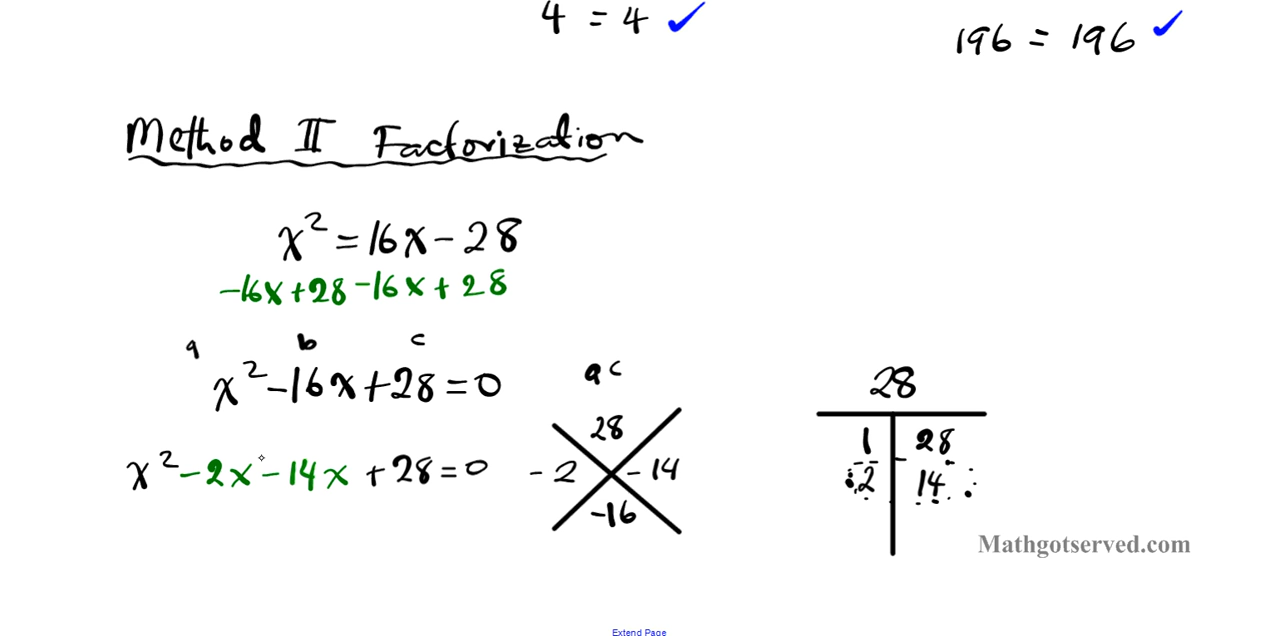 4 = 4 ✓
196 = 196 ✓
Method II Factorization
x² = 16x - 28
-16x + 28 -16x + 28
a b c
x² - 16x + 28 = 0
ac
28
x² - 2x - 14x + 28 = 0
-2 -14
-16
28
1 28
-2 -14
Mathgotserved.com
Extend Page